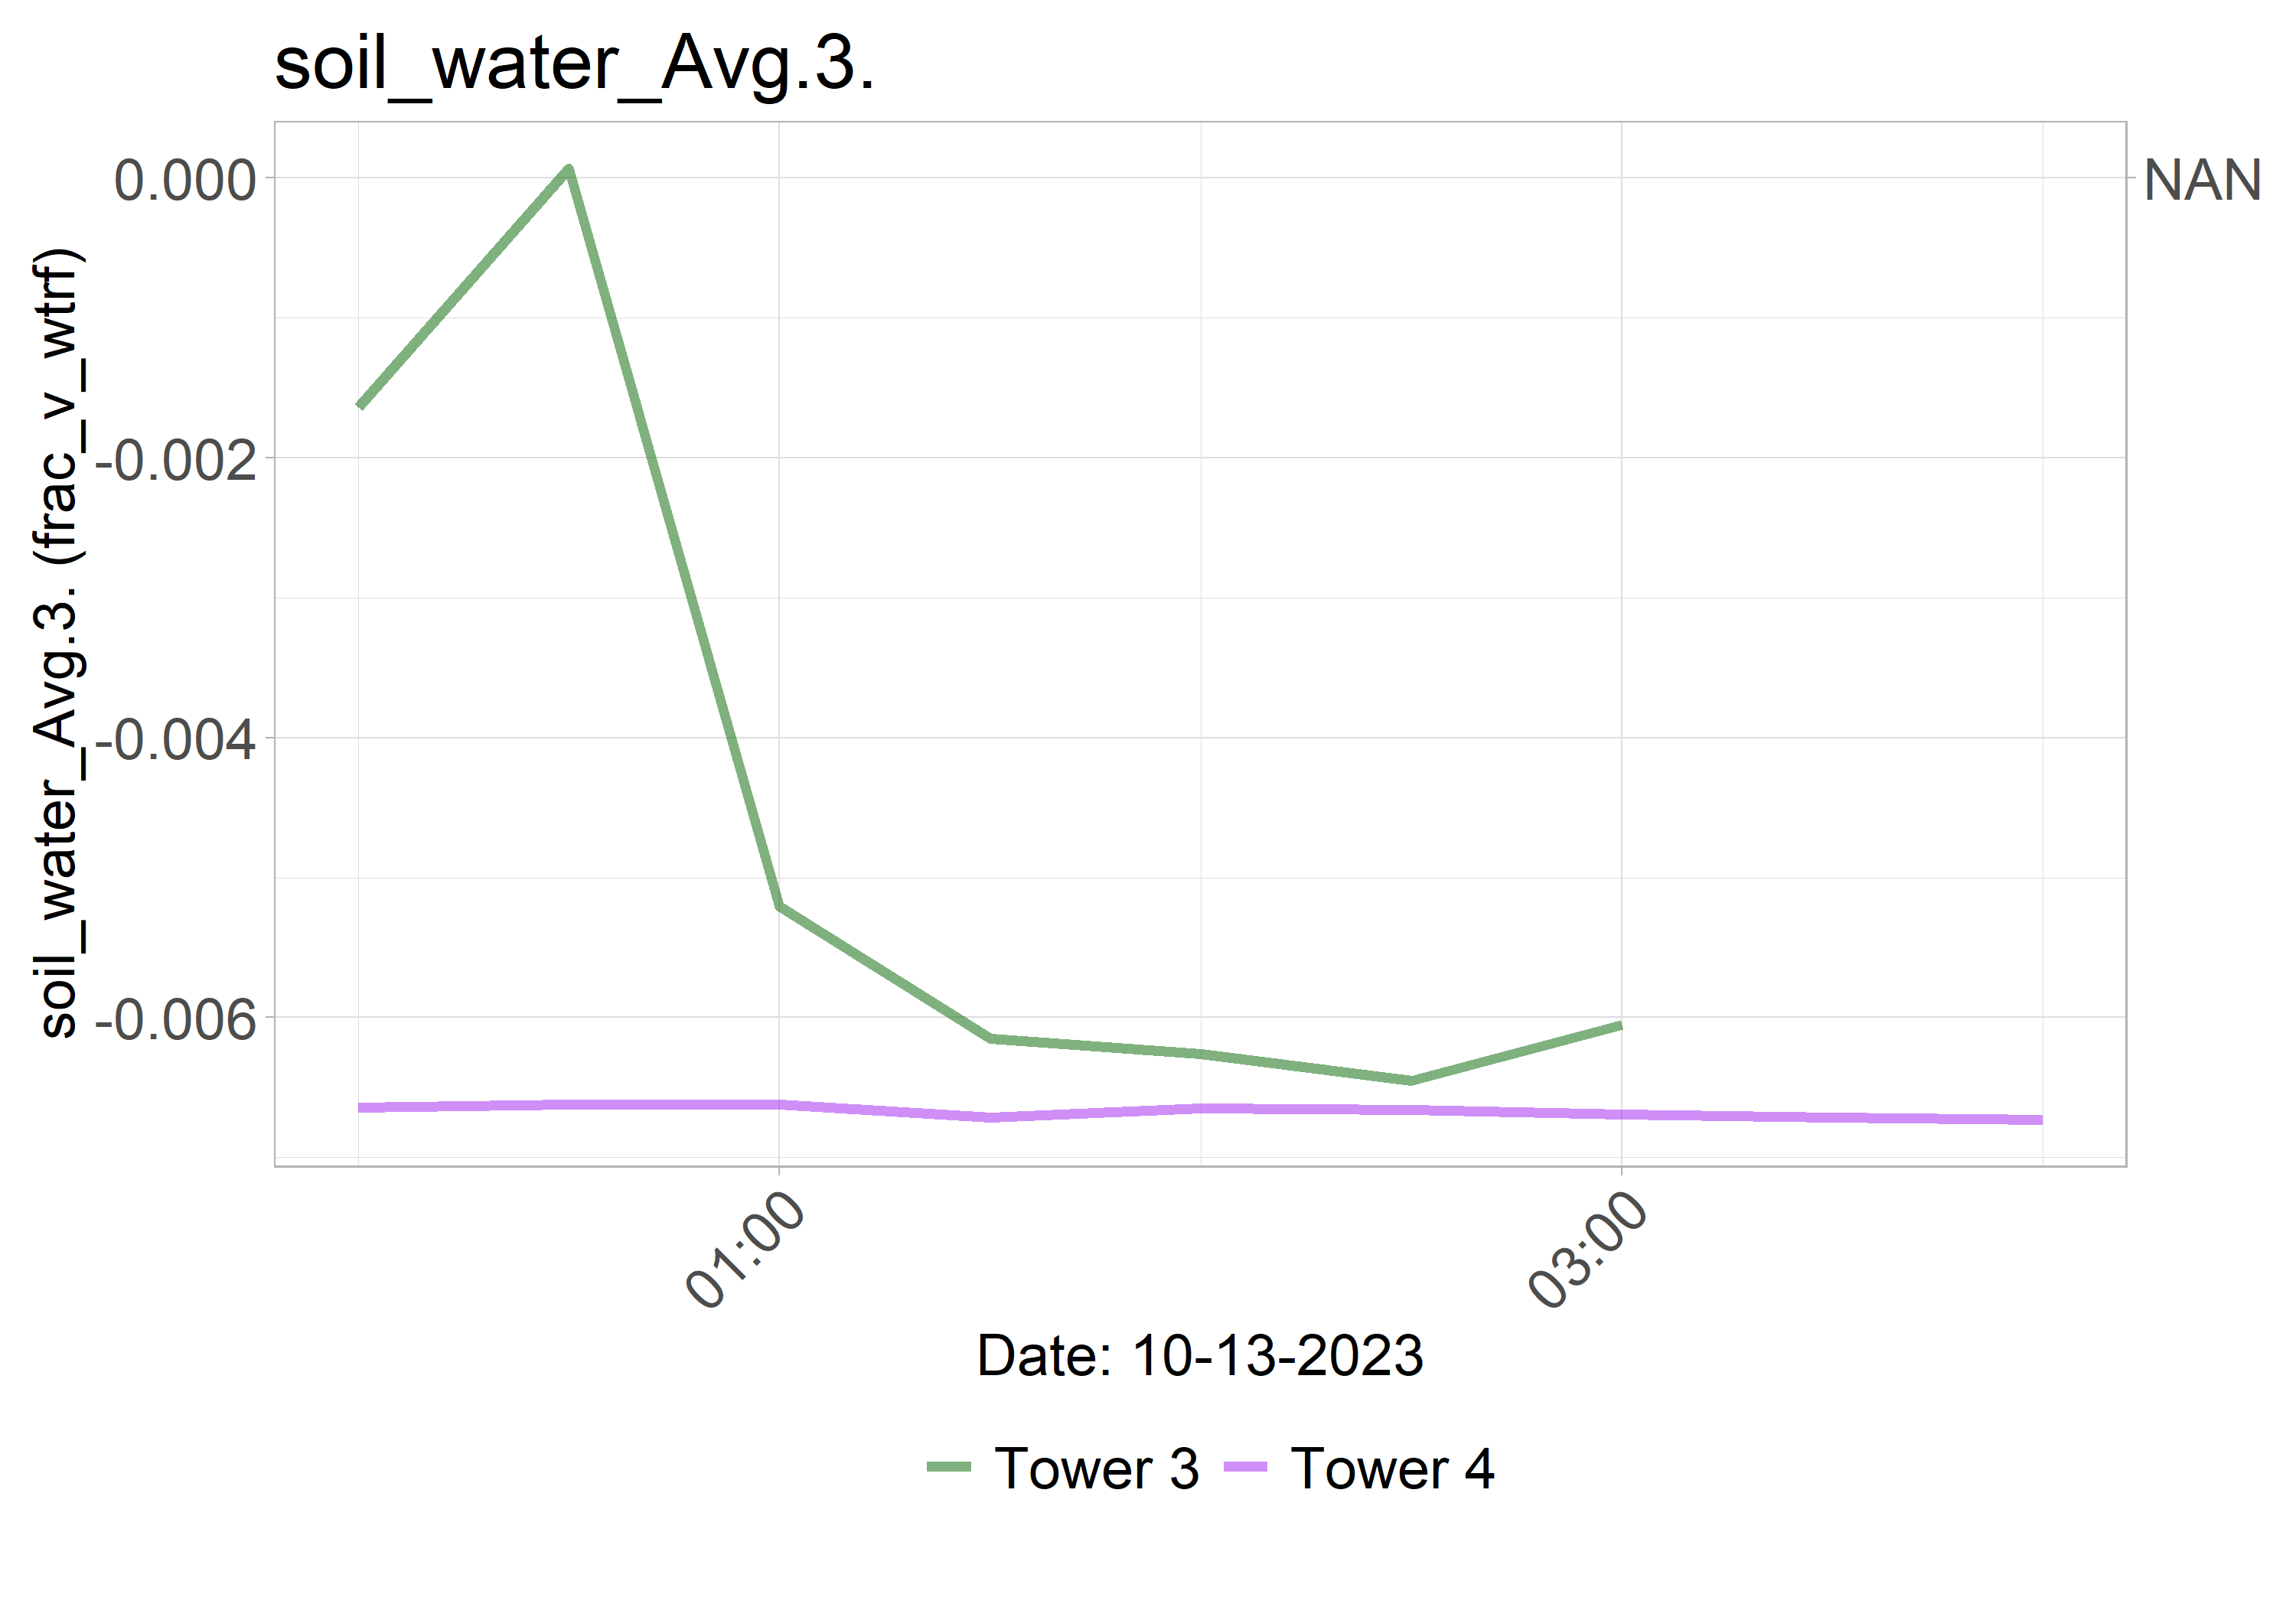 soil_water_Avg.3.
soil_water_Avg.3. (frac_v_wtrf)
0.000
-0.002
-0.004
-0.006
NAN
01:00
03:00
Date: 10-13-2023
Tower 3
Tower 4